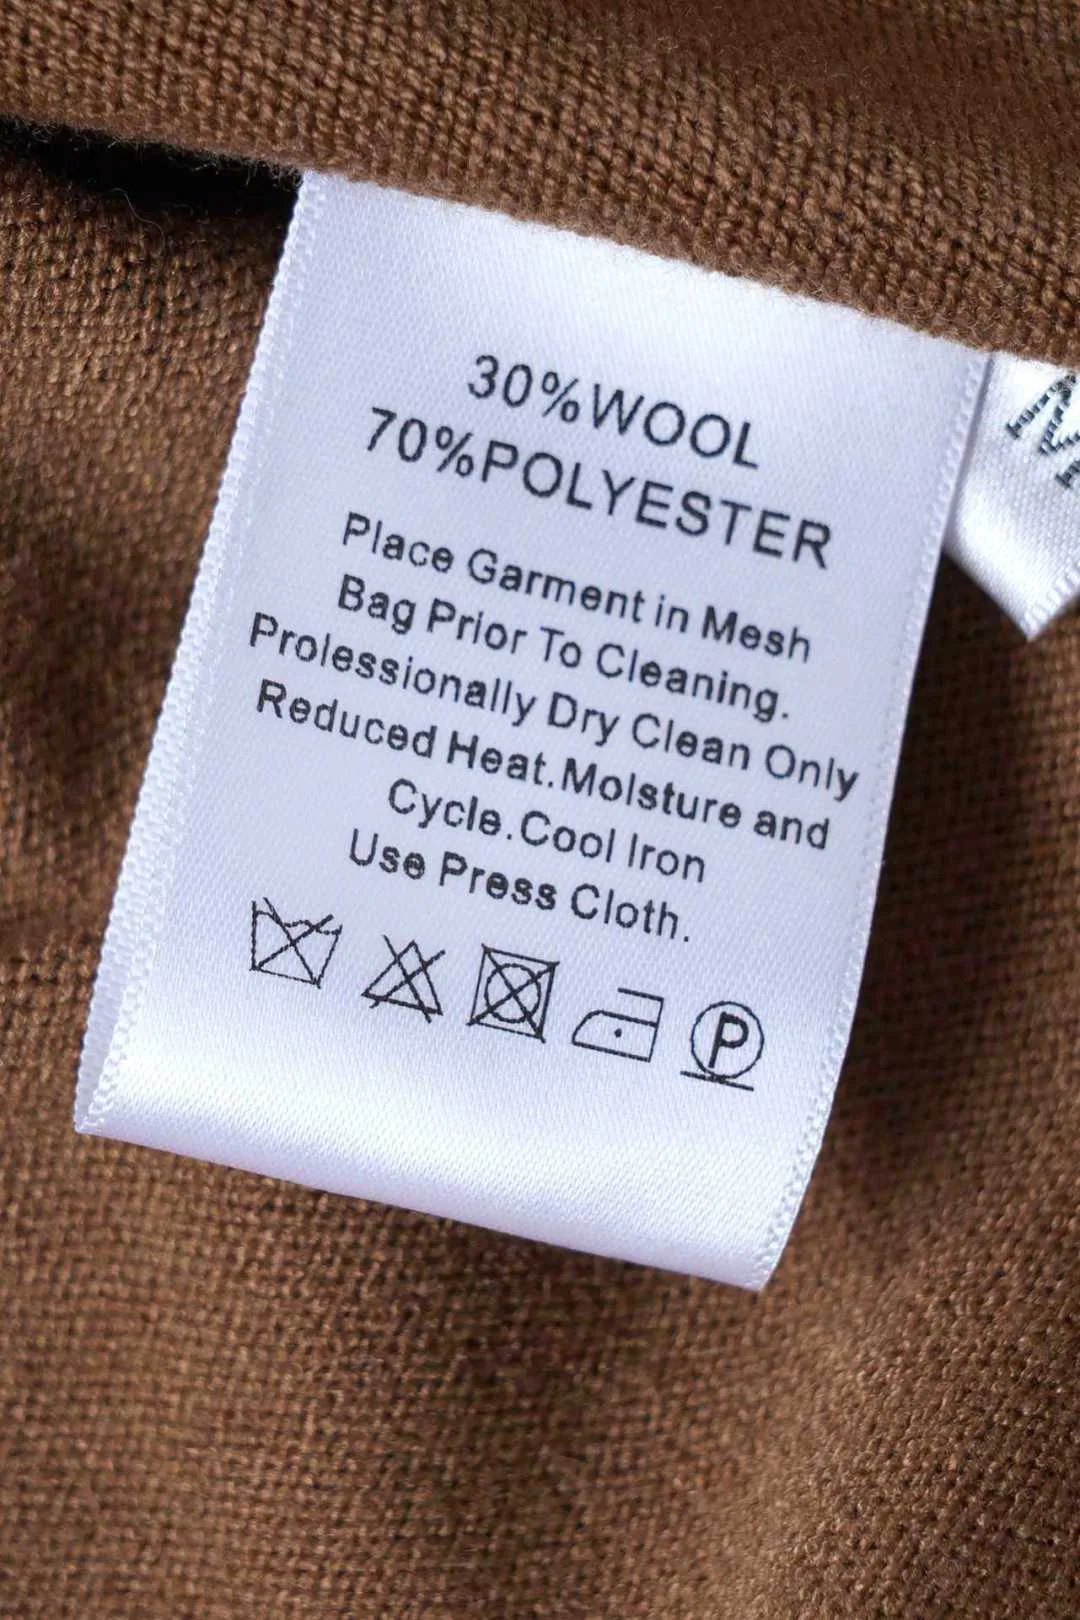 30%WOOL
70%POLYESTER
Place Garment in Mesh
Bag Prior To Cleaning.
Prolessionally Dry Clean Only
Reduced Heat.Molsture and
Cycle.Cool Iron
Use Press Cloth.
P